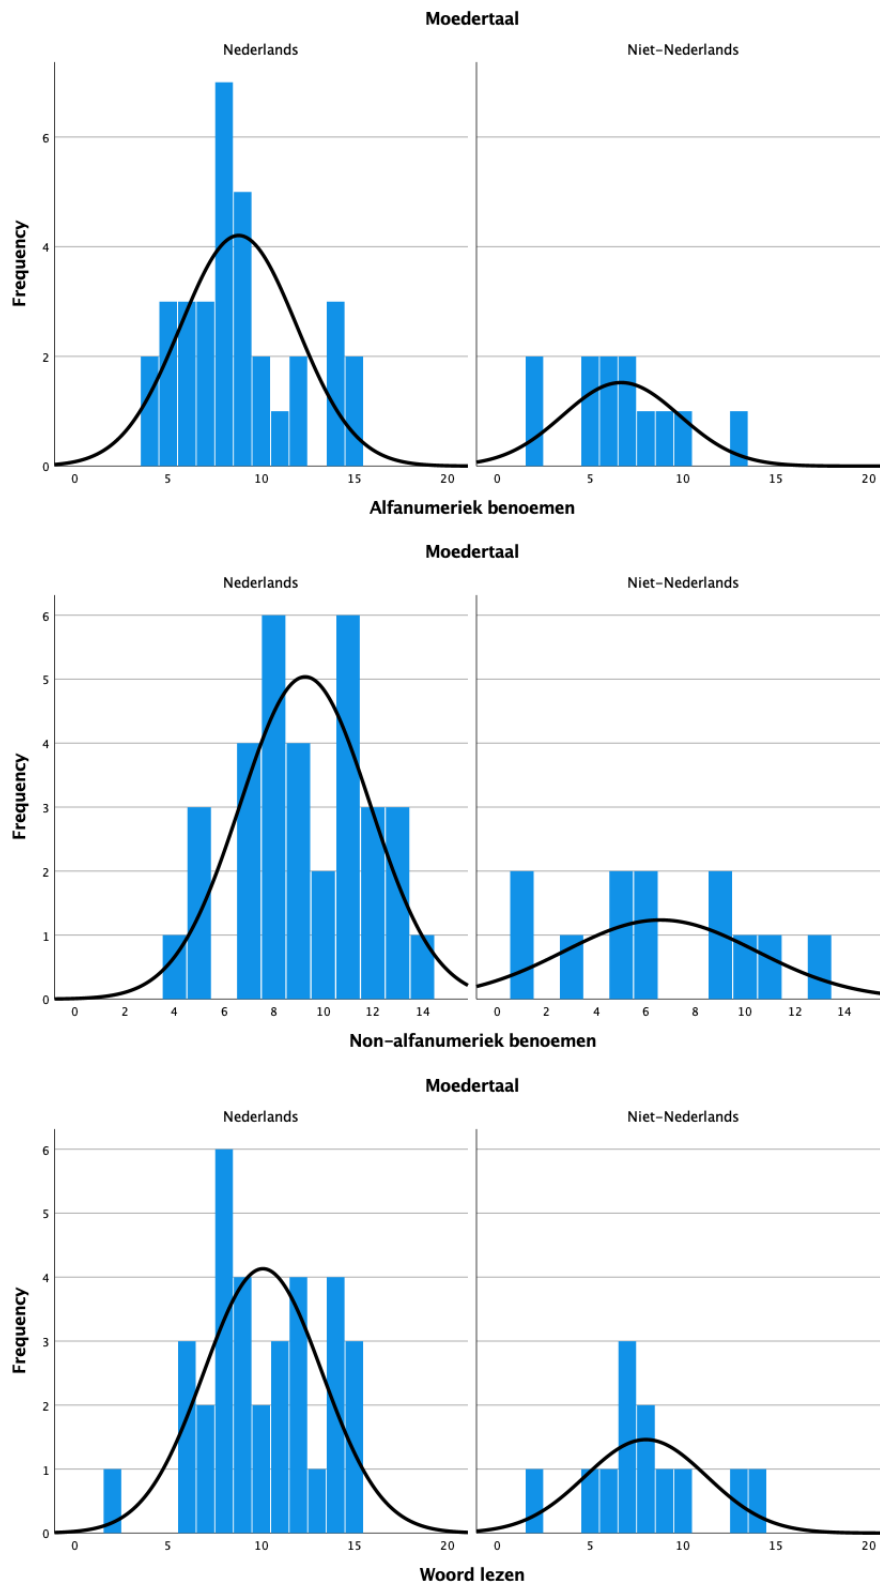 Moedertaal
Nederlands Niet-Nederlands
Frequency
6
4
2
0
0 5 10 15 20 0 5 10 15 20
Alfanumeriek benoemen
Moedertaal
Nederlands Niet-Nederlands
Frequency
6
5
4
3
2
1
0
0 2 4 6 8 10 12 14 0 2 4 6 8 10 12 14
Non-alfanumeriek benoemen
Moedertaal
Nederlands Niet-Nederlands
Frequency
6
5
4
3
2
1
0
0 5 10 15 20 0 5 10 15 20
Woord lezen